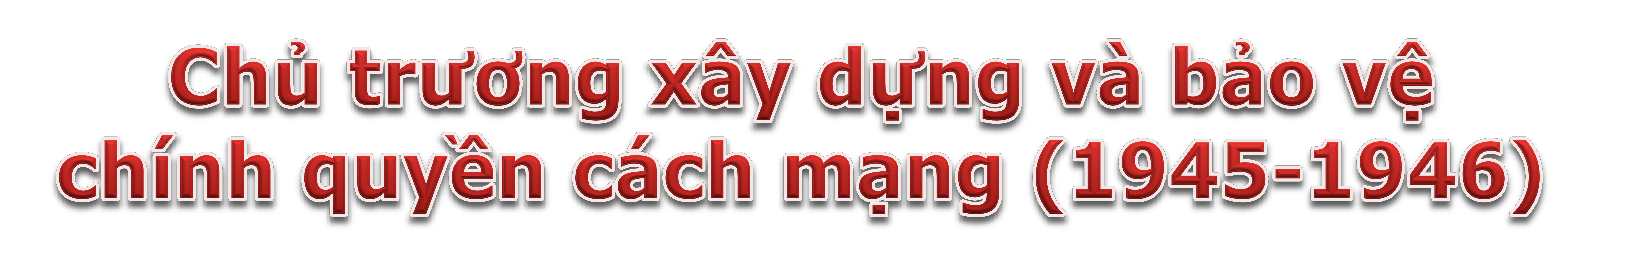 Chủ trương xây dựng và bảo vệ
chính quyền cách mạng (1945-1946)